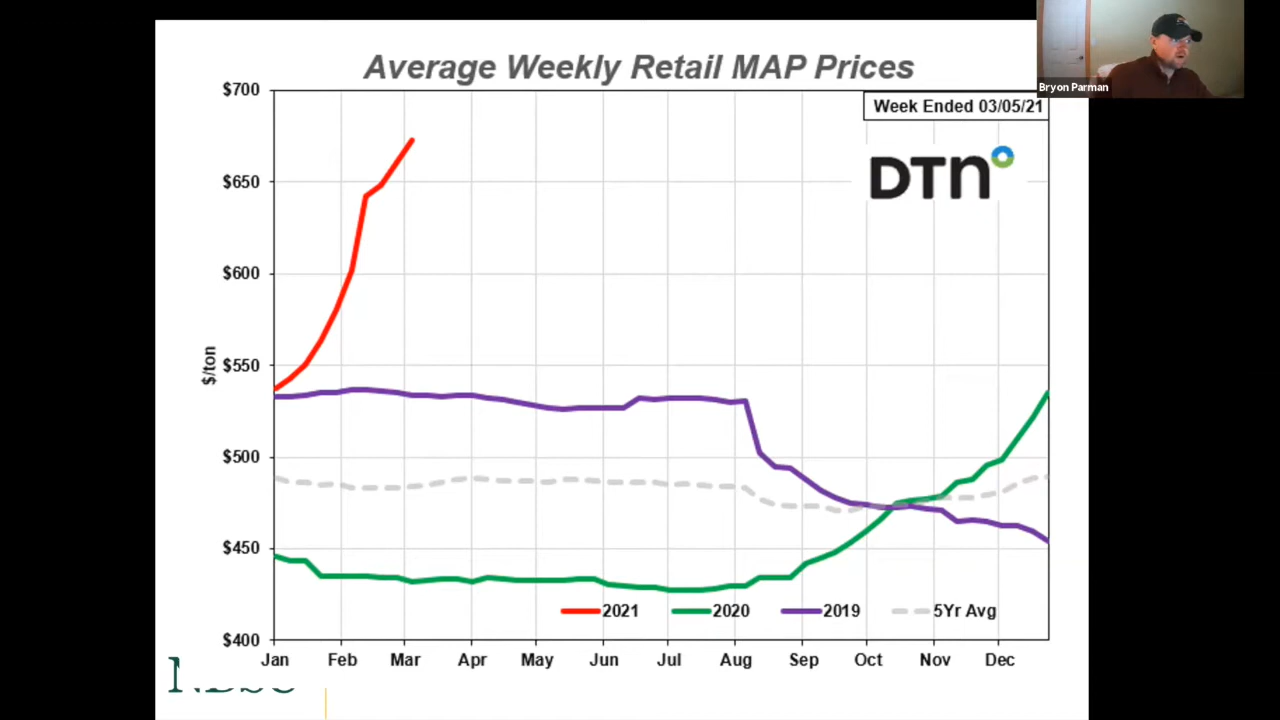 Average Weekly Retail MAP Prices
Bryon Parman
Week Ended 03/05/21
DTN
$/ton
$700
$650
$600
$550
$500
$450
$400
2021 2020 2019 5Yr Avg
Jan Feb Mar Apr May Jun Jul Aug Sep Oct Nov Dec